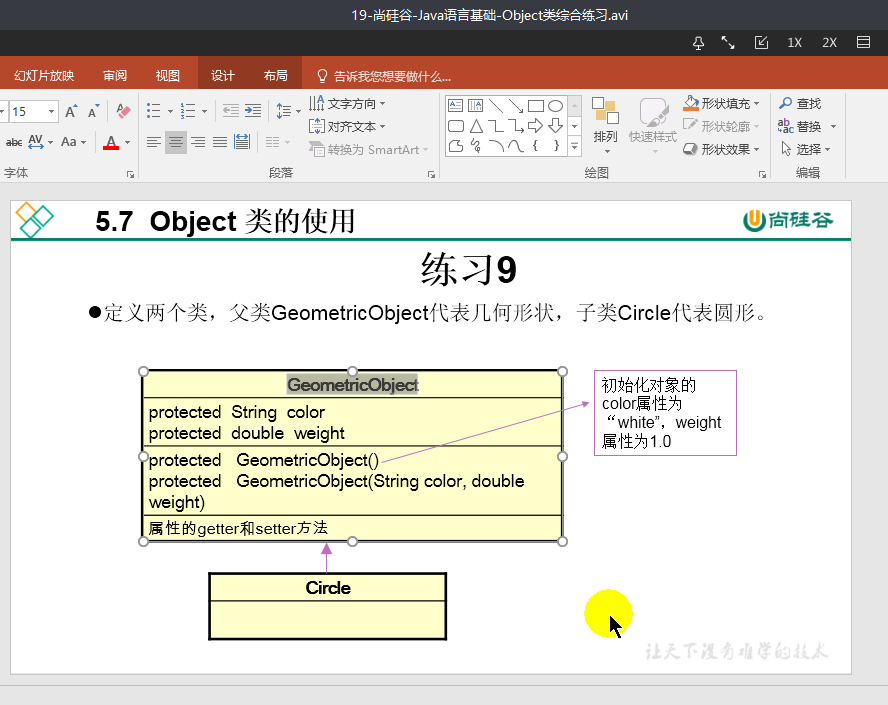 19-尚硅谷-Java语言基础-Object类综合练习.avi
1X 2X
幻灯片放映 审阅 视图 设计 布局 告诉我您想要做什么...
15 A A 文字方向 形状填充 查找
对齐文本 排列 快速样式 形状轮廓 替换
abc AV Aa A 转换为 SmartArt 形状效果 选择
字体 段落 绘图 编辑
5.7 Object 类的使用
尚硅谷
练习9
●定义两个类，父类GeometricObject代表几何形状，子类Circle代表圆形。
GeometricObject
protected String color
protected double weight
protected GeometricObject()
protected GeometricObject(String color, double
weight)
属性的getter和setter方法
初始化对象的
color属性为
“white”，weight
属性为1.0
Circle
让天下没有难学的技术